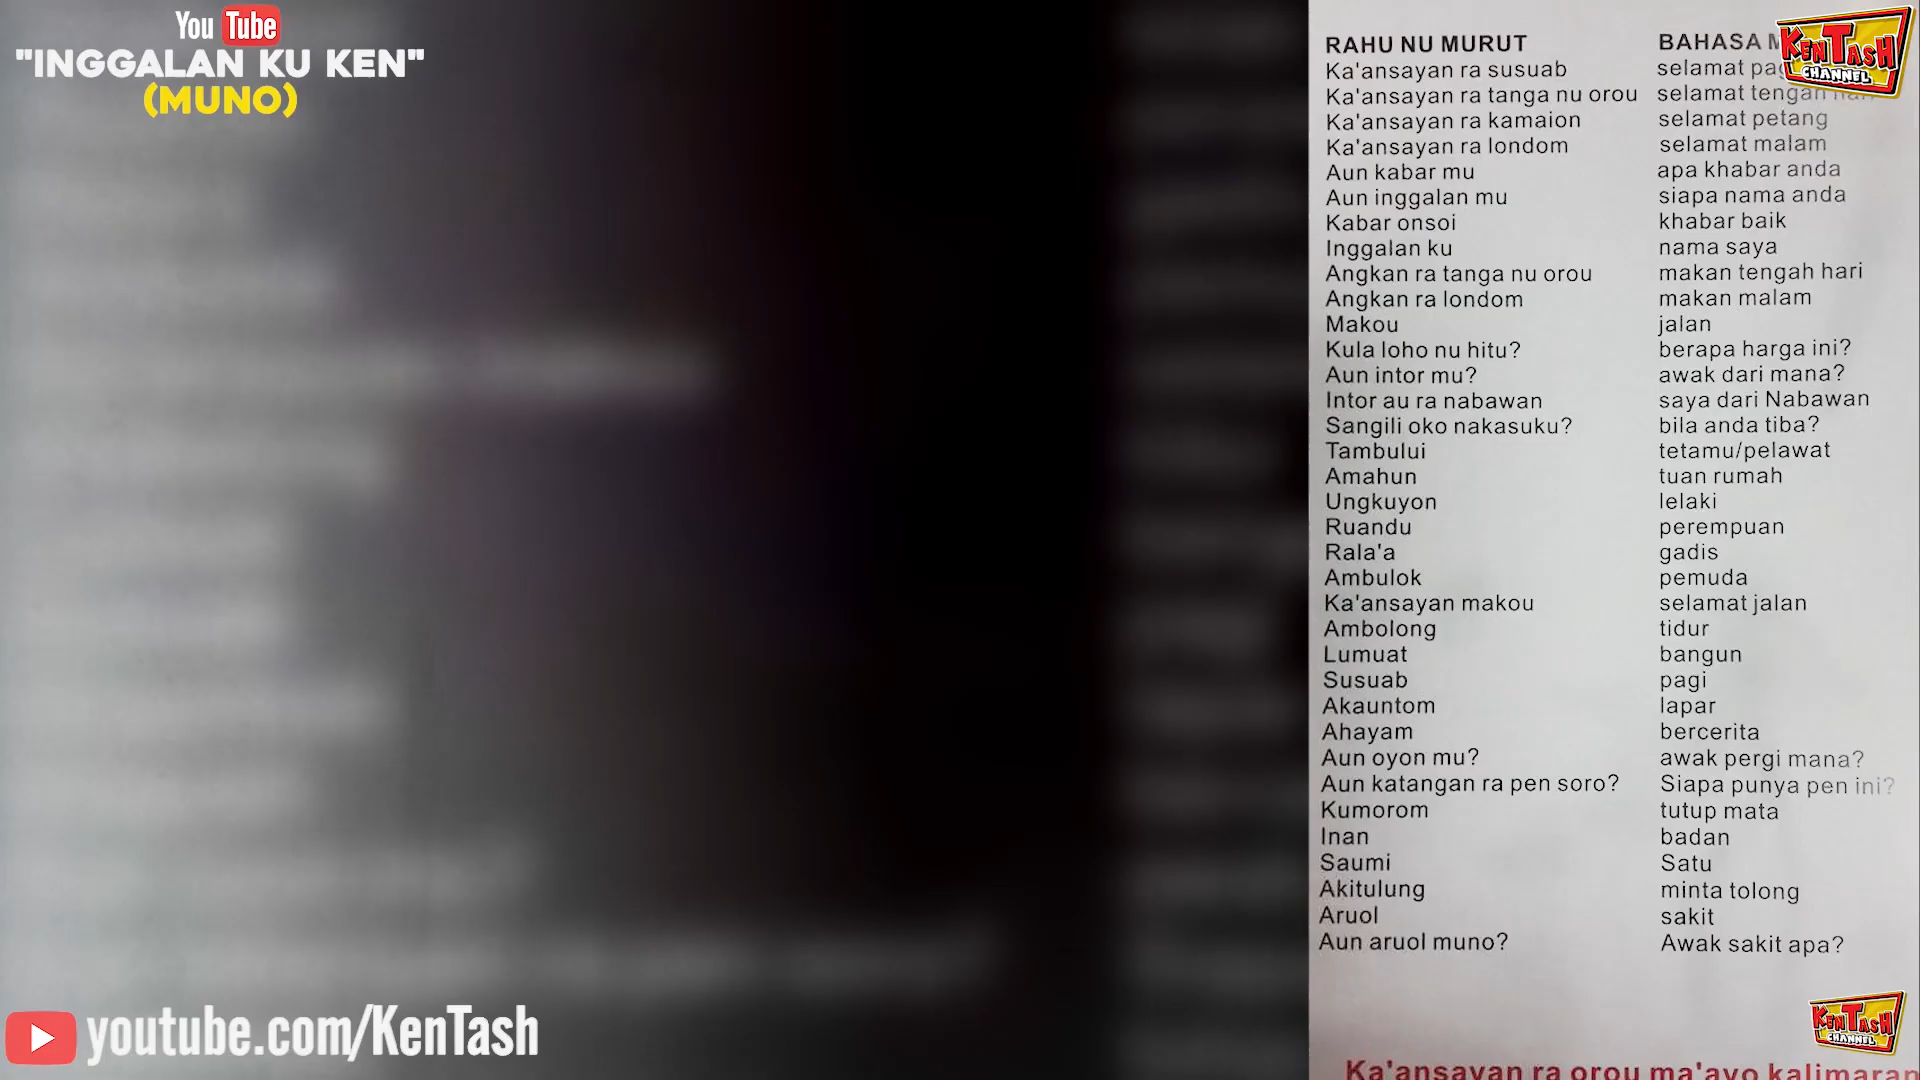 You Tube
"INGGALAN KU KEN"
(MUNO)
KENTASH
CHANNEL
RAHU NU MURUT BAHASA
Ka'ansayan ra susuab selamat
Ka'ansayan ra tanga nu orou selamat tengah
Ka'ansayan ra kamaion selamat petang
Ka'ansayan ra londom selamat malam
Aun kabar mu apa khabar anda
Aun inggalan mu siapa nama anda
Kabar onsoi khabar baik
Inggalan ku nama saya
Angkan ra tanga nu orou makan tengah hari
Angkan ra londom makan malam
Makou jalan
Kula loho nu hitu? berapa harga ini?
Aun intor mu? awak dari mana?
Intor au ra nabawan saya dari Nabawan
Sangili oko nakasuku? bila anda tiba?
Tambului tetamu/pelawat
Amahun tuan rumah
Ungkuyon lelaki
Ruandu perempuan
Rala'a gadis
Ambulok pemuda
Ka'ansayan makou selamat jalan
Ambolong tidur
Lumuat bangun
Susuab pagi
Akauntom lapar
Ahayam bercerita
Aun oyon mu? awak pergi mana?
Aun katangan ra pen soro? Siapa punya pen ini?
Kumorom tutup mata
Inan badan
Saumi Satu
Akitulung minta tolong
Aruol sakit
Aun aruol muno? Awak sakit apa?
youtube.com/KenTash
KENTASH
CHANNEL
Ka'ansayan ra orou ma'ayo kalimaran